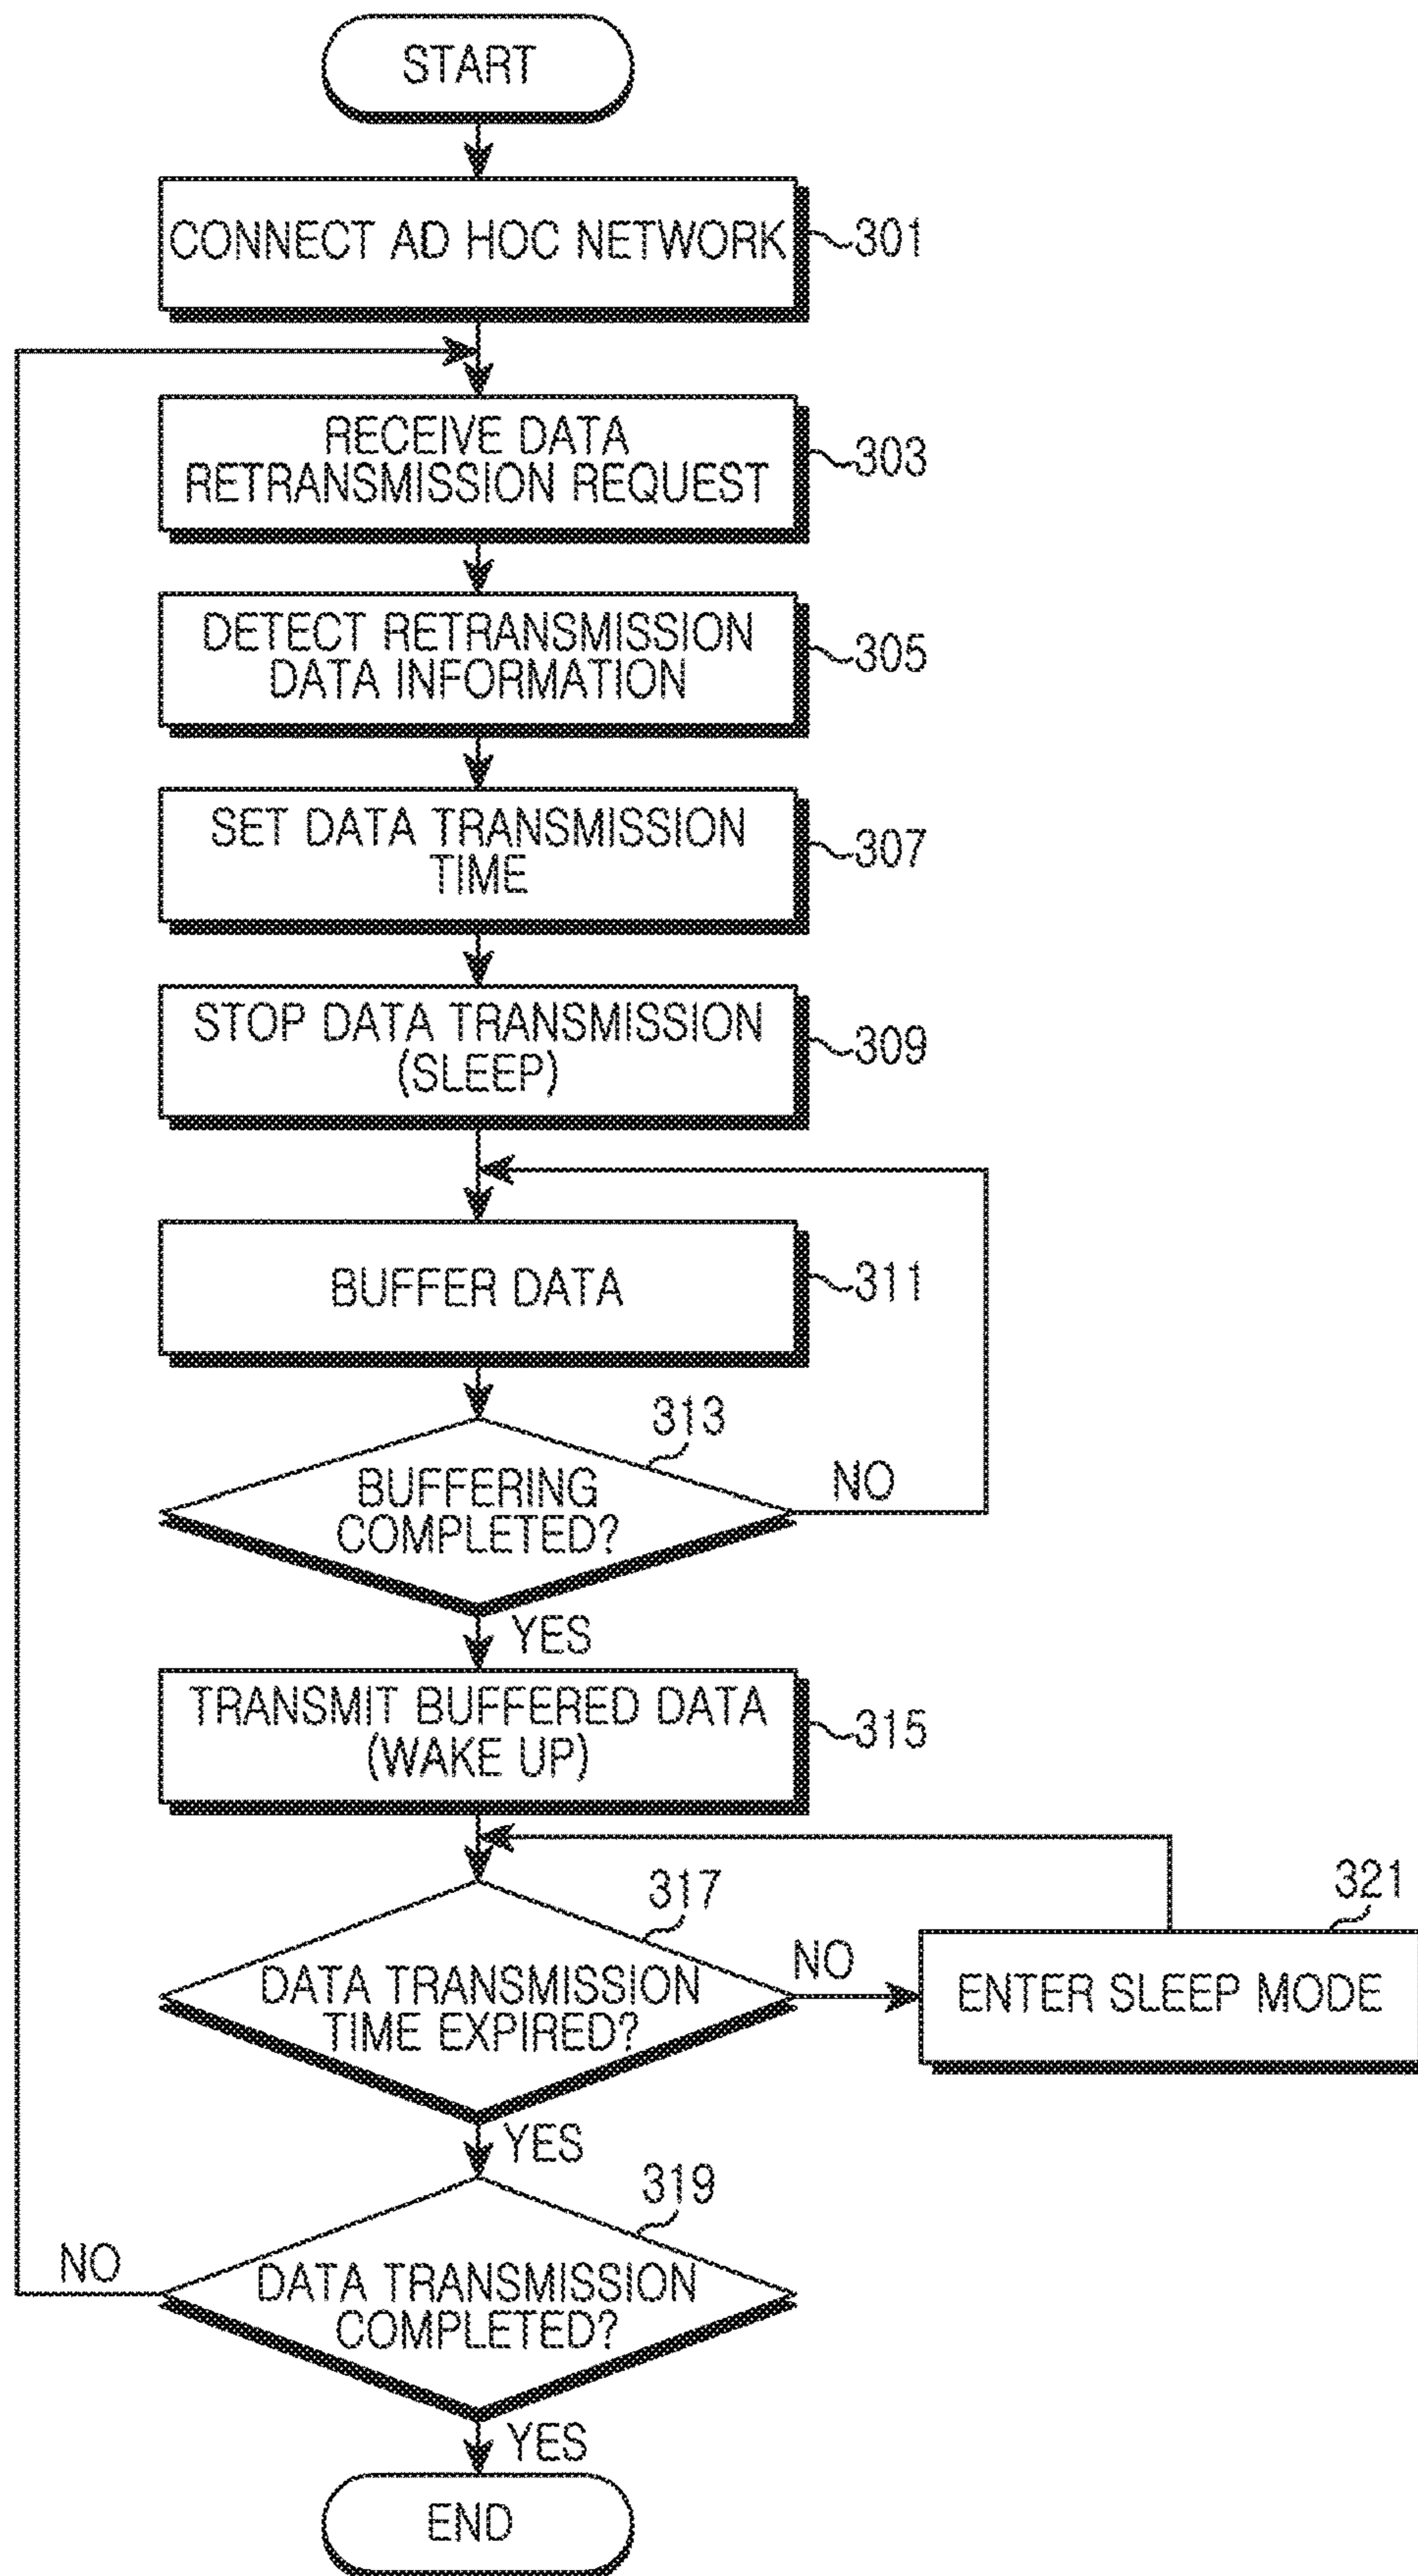 START
CONNECT AD HOC NETWORK
301
RECEIVE DATA
RETRANSMISSION REQUEST
303
DETECT RETRANSMISSION
DATA INFORMATION
305
SET DATA TRANSMISSION
TIME
307
STOP DATA TRANSMISSION
(SLEEP)
309
BUFFER DATA
311
313
BUFFERING
COMPLETED?
NO
YES
TRANSMIT BUFFERED DATA
(WAKE UP)
315
317
DATA TRANSMISSION
TIME EXPIRED?
NO
321
ENTER SLEEP MODE
YES
319
DATA TRANSMISSION
COMPLETED?
NO
YES
END